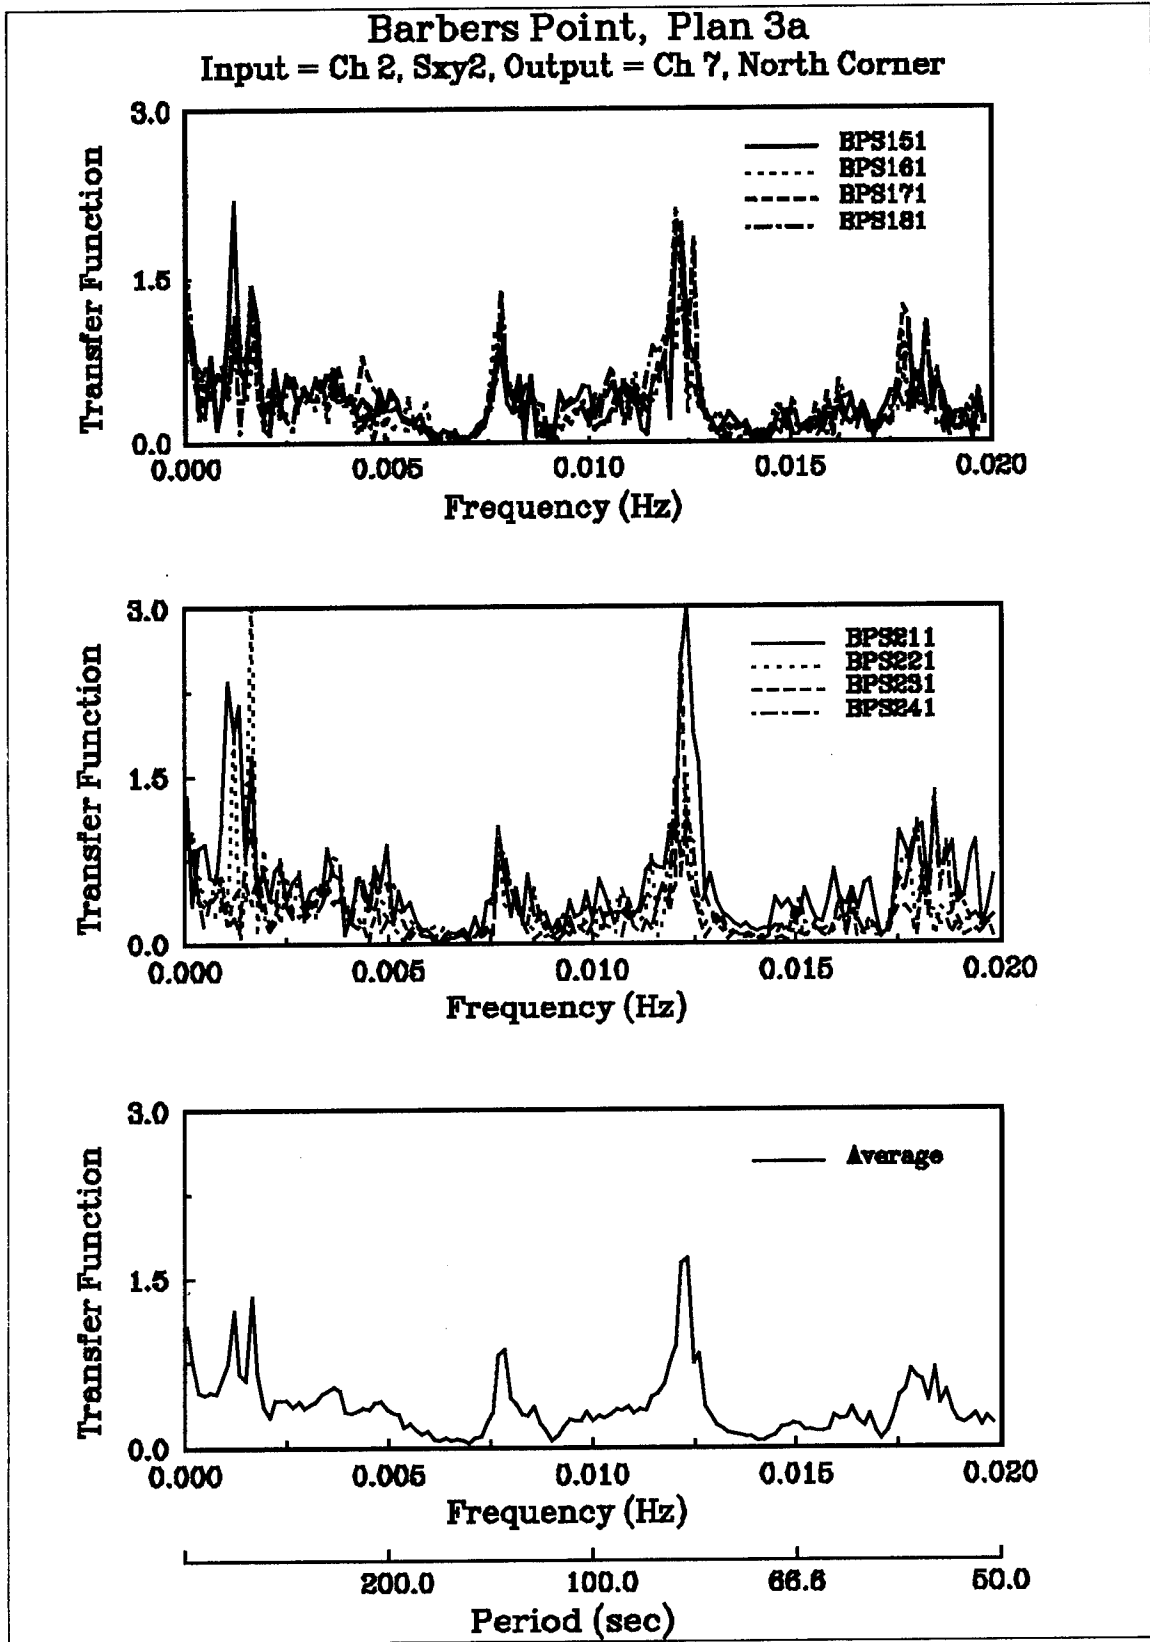 Barbers Point, Plan 3a
Input = Ch 2, Sxy2, Output = Ch 7, North Corner
Transfer Function
3.0
1.5
0.0
BPS151
BPS161
BPS171
BPS181
0.000 0.005 0.010 0.015 0.020
Frequency (Hz)
Transfer Function
3.0
1.5
0.0
BPS211
BPS221
BPS231
BPS241
0.000 0.005 0.010 0.015 0.020
Frequency (Hz)
Transfer Function
3.0
1.5
0.0
Average
0.000 0.005 0.010 0.015 0.020
Frequency (Hz)
200.0 100.0 66.6 50.0
Period (sec)